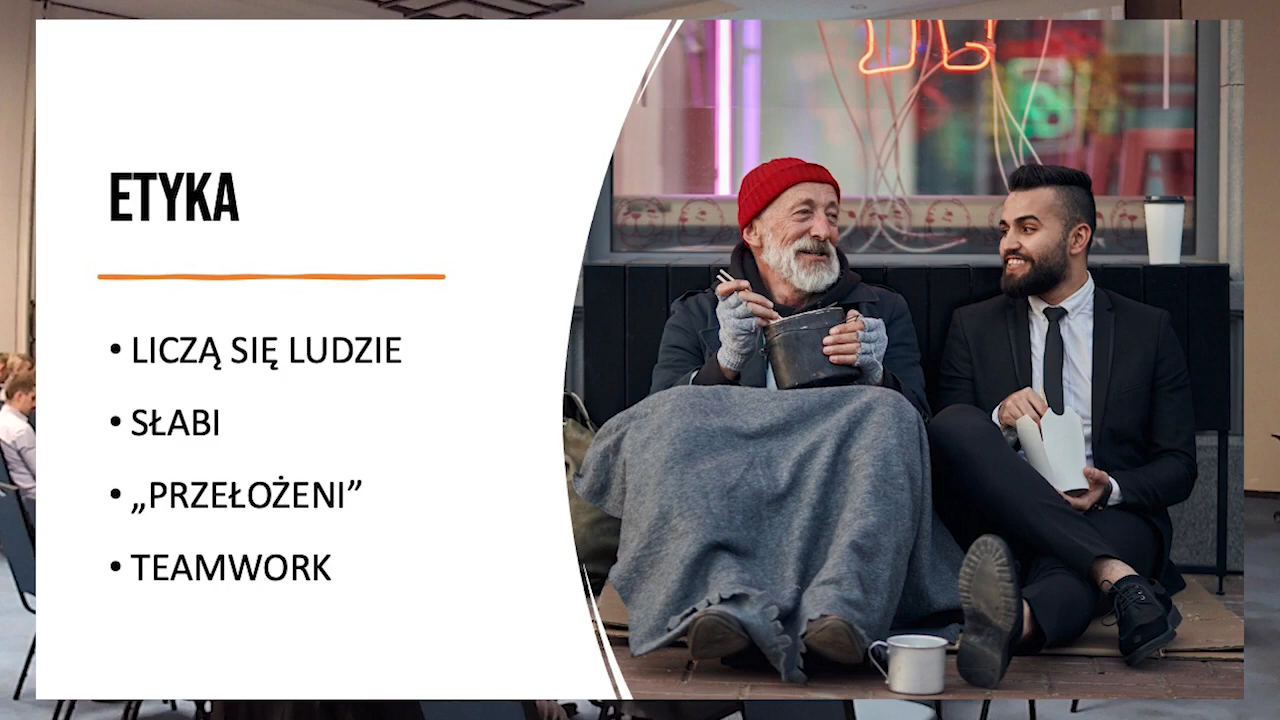 ETYKA
• LICZĄ SIĘ LUDZIE
• SŁABI
• „PRZEŁOŻENI”
• TEAMWORK